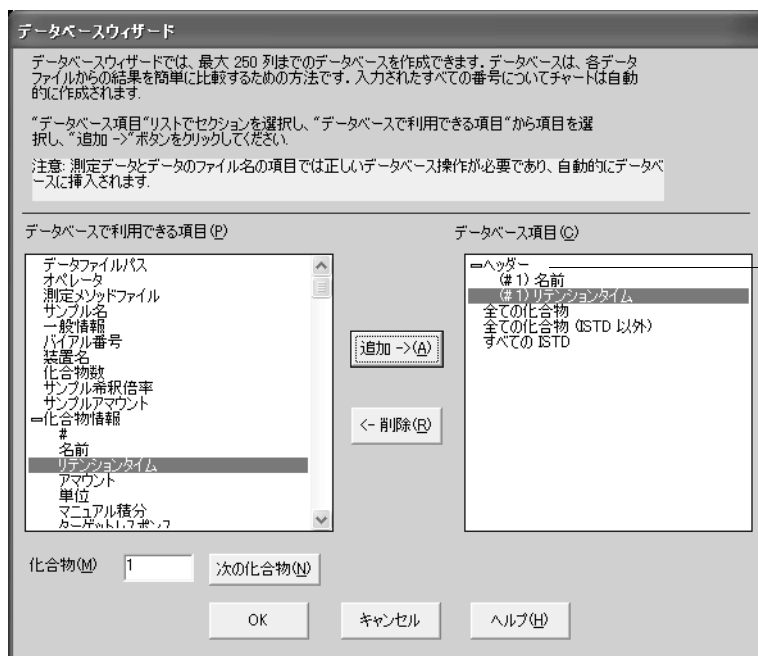 データベースウィザード
データベースウィザードでは、最大 250 列までのデータベースを作成できます. データベースは、各データ
ファイルからの結果を簡単に比較するための方法です. 入力されたすべての番号についてチャートは自動
的に作成されます.
“データベース項目”リストでセクションを選択し、“データベースで利用できる項目”から項目を選
択し、“追加 ->”ボタンをクリックしてください.
注意: 測定データとデータのファイル名の項目では正しいデータベース操作が必要であり、自動的にデータベ
ースに挿入されます.
データベースで利用できる項目(P)
データファイルパス
オペレータ
測定メソッドファイル
サンプル名
一般情報
バイアル番号
装置名
化合物数
サンプル希釈倍率
サンプルアマウント
化合物情報
#
名前
リテンションタイム
アマウント
単位
マニュアル積分
ターゲットレスポンス
追加 ->(A)
<- 削除(R)
データベース項目(C)
ヘッダー
(#1) 名前
(#1) リテンションタイム
全ての化合物
全ての化合物 (ISTD 以外)
すべての ISTD
化合物(M)
1
次の化合物(N)
OK
キャンセル
ヘルプ(H)